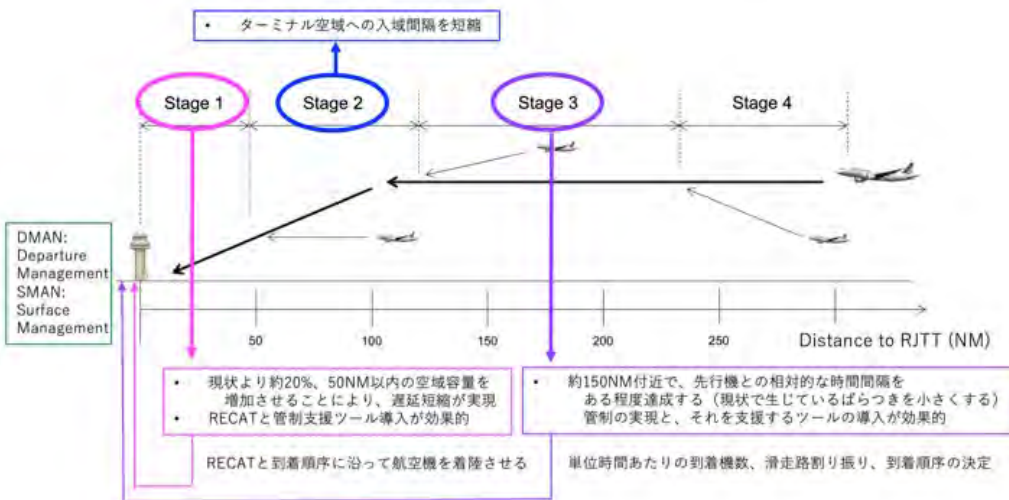 • ターミナル空域への入域間隔を短縮
Stage 1
Stage 2
Stage 3
Stage 4
DMAN:
Departure
Management
SMAN:
Surface
Management
50
100
150
200
250
Distance to RJTT (NM)
• 現状より約20%、50NM以内の空域容量を
増加させることにより、遅延短縮が実現
• RECATと管制支援ツール導入が効果的
• 約150NM付近で、先行機との相対的な時間間隔を
ある程度達成する（現状で生じているばらつきを小さくする）
管制の実現と、それを支援するツールの導入が効果的
RECATと到着順序に沿って航空機を着陸させる
単位時間あたりの到着機数、滑走路割り振り、到着順序の決定